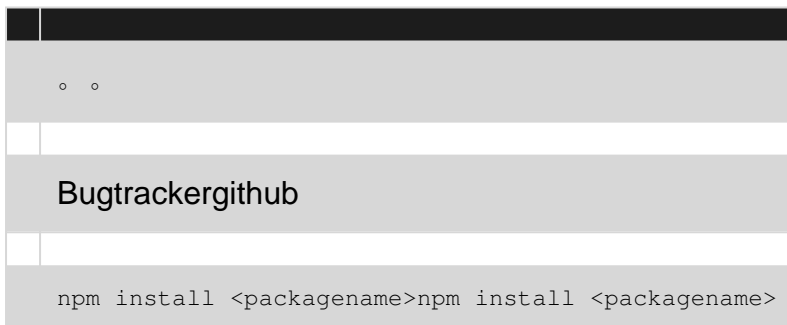 。 。
Bugtrackergithub
npm install <packagename>npm install <packagename>